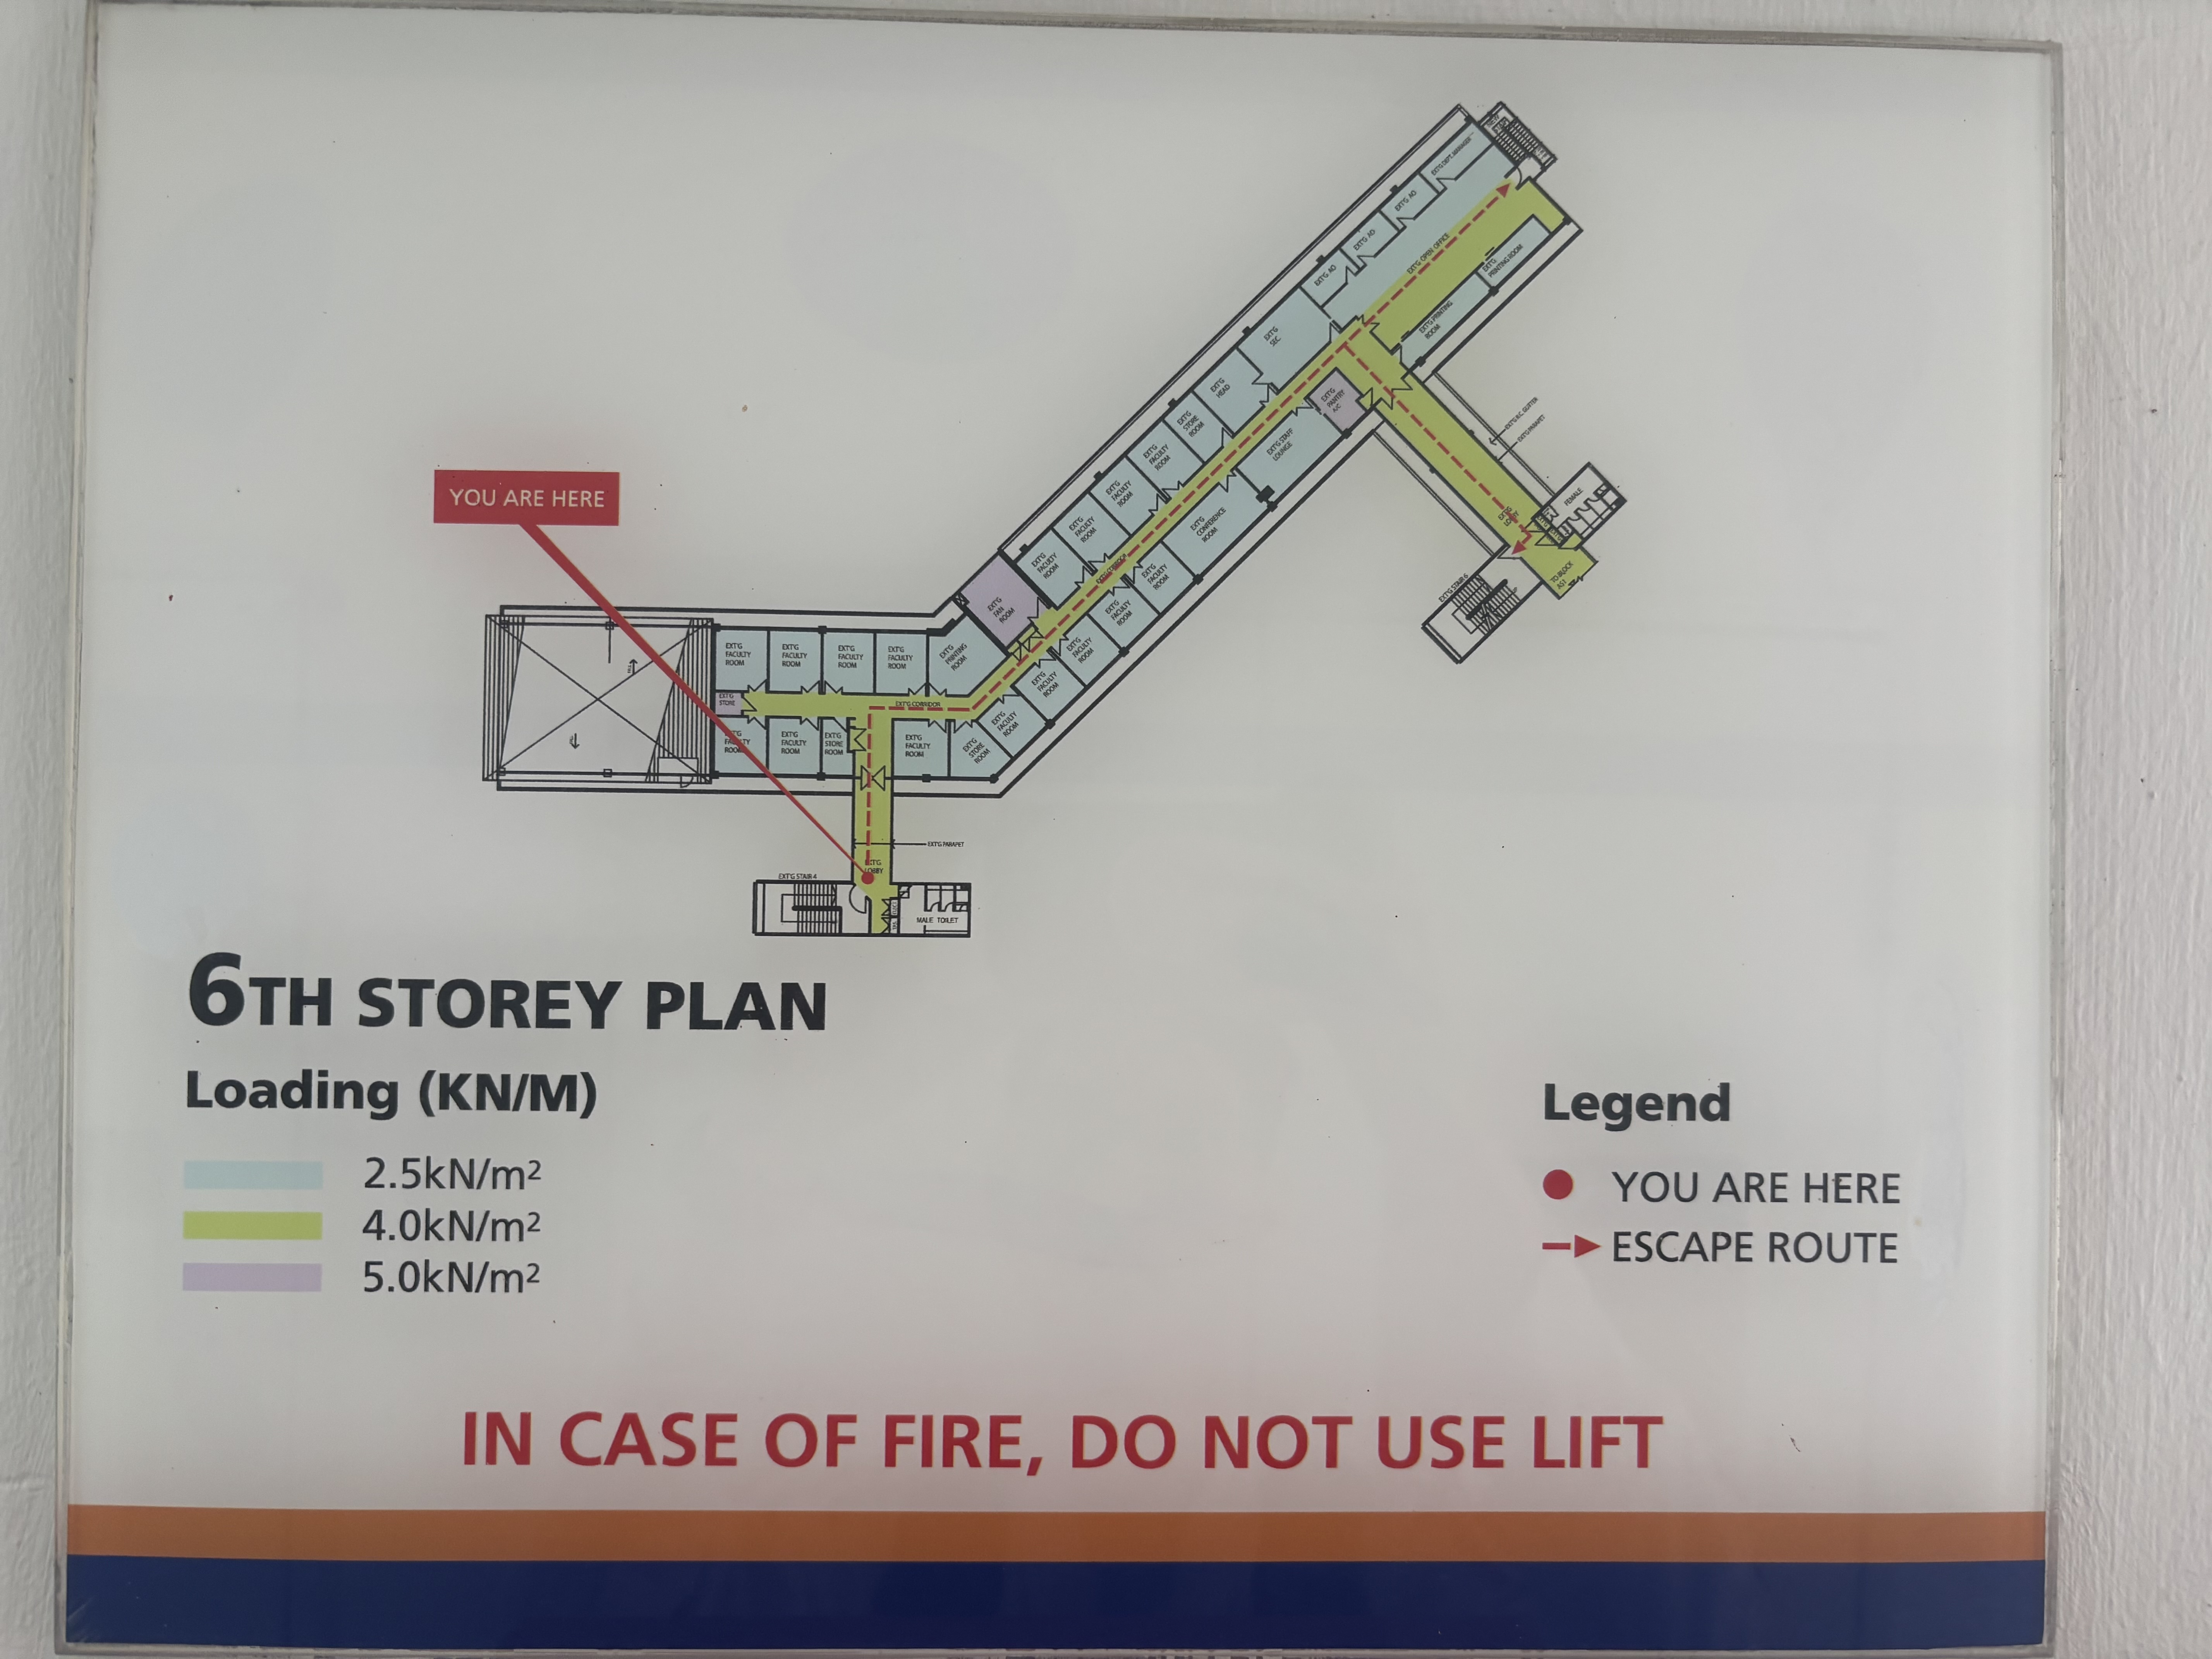 EXT'G DEPT. MANAGER
EXT'G AO
EXT'G AO
EXT'G AO
EXT'G OPEN OFFICE
EXT'G
PRINTING ROOM
EXT'G PRINTING
ROOM
EXT'G
SEC.
EXT'G
HEAD
EXT'G
PANTRY
A/C
EXT'G
STORE
ROOM
EXT'G R.C. GUTTER
EXT'G PARAPET
EXT'G STAFF
LOUNGE
EXT'G
FACULTY
ROOM
EXT'G
FACULTY
ROOM
EXT'G
FACULTY
ROOM
EXT'G
FACULTY
ROOM
EXT'G
CONFERENCE
ROOM
FEMALE
EXT'G
LOBBY
TO BLOCK
AS1
EXT'G STAIR 6
YOU ARE HERE
EXT'G
FACULTY
ROOM
EXT'G
FACULTY
ROOM
EXT'G
FACULTY
ROOM
EXT'G
FACULTY
ROOM
EXT'G
FACULTY
ROOM
EXT'G
FAN
ROOM
EXT'G
FACULTY
ROOM
EXT'G
FACULTY
ROOM
EXT'G
FACULTY
ROOM
EXT'G
FACULTY
ROOM
EXT'G
PRINTING
ROOM
EXT'G
STORE
EXT'G CORRIDOR
EXT'G
FACULTY
ROOM
EXT'G
FACULTY
ROOM
EXT'G
STORE
ROOM
EXT'G
FACULTY
ROOM
EXT'G
STORE
ROOM
EXT'G PARAPET
EXT'G
LOBBY
EXT'G STAIR 4
MALE TOILET
6TH STOREY PLAN
Loading (KN/M)
2.5kN/m²
4.0kN/m²
5.0kN/m²
Legend
YOU ARE HERE
ESCAPE ROUTE
IN CASE OF FIRE, DO NOT USE LIFT